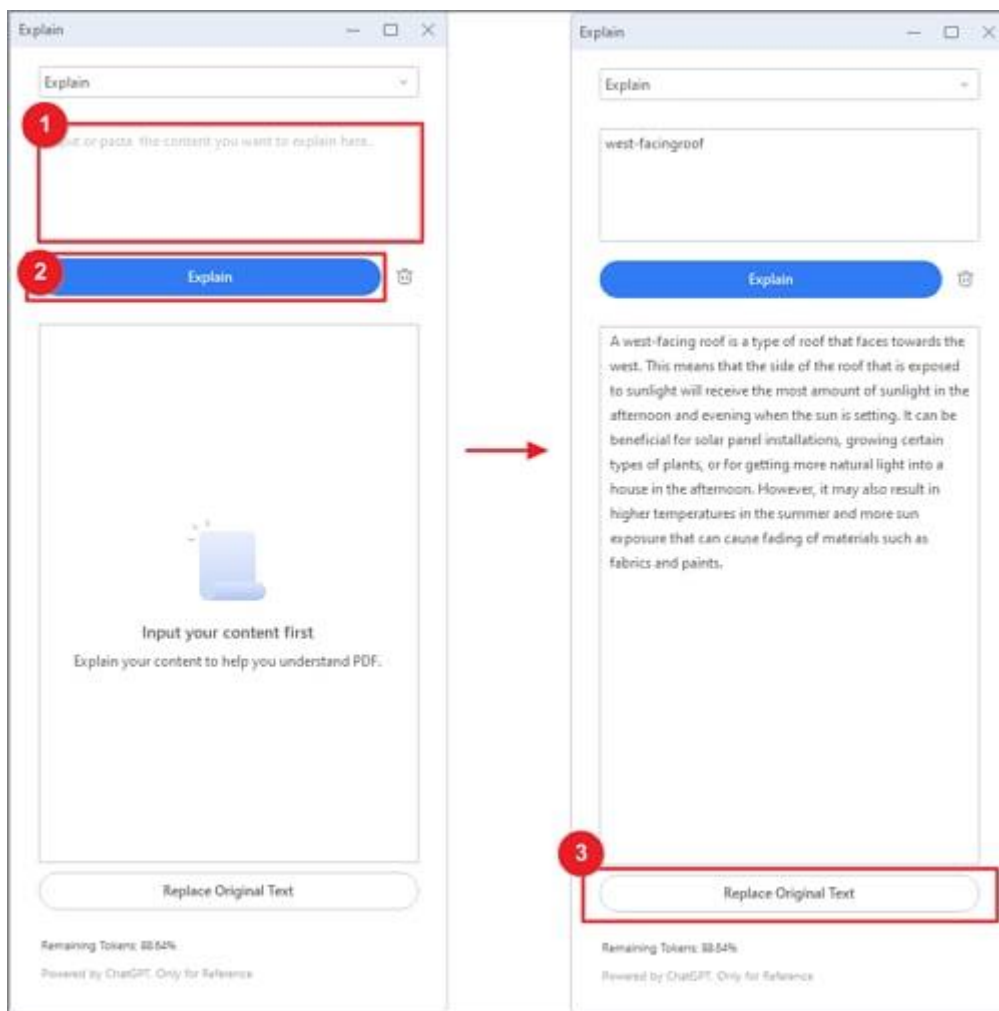 Explain
Explain
1
or paste the content you want to explain here.
2
Explain
Input your content first
Explain your content to help you understand PDF.
Replace Original Text
Remaining Tokens: 88.64%
Powered by ChatGPT. Only for Reference
Explain
Explain
west-facingroof
Explain
A west-facing roof is a type of roof that faces towards the
west. This means that the side of the roof that is exposed
to sunlight will receive the most amount of sunlight in the
afternoon and evening when the sun is setting. It can be
beneficial for solar panel installations, growing certain
types of plants, or for getting more natural light into a
house in the afternoon. However, it may also result in
higher temperatures in the summer and more sun
exposure that can cause fading of materials such as
fabrics and paints.
3
Replace Original Text
Remaining Tokens: 88.64%
Powered by ChatGPT. Only for Reference